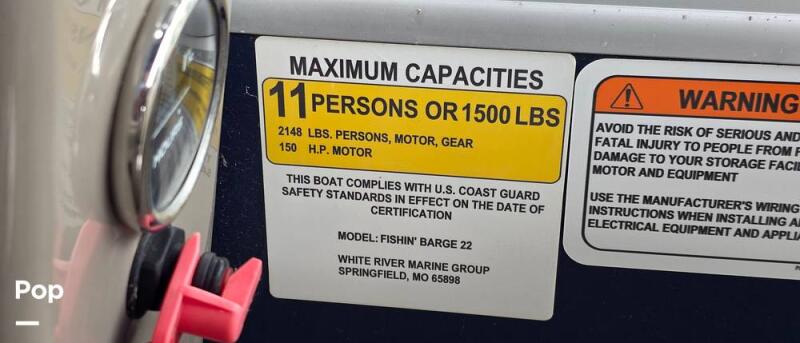 MAXIMUM CAPACITIES
11 PERSONS OR 1500 LBS
2148 LBS. PERSONS, MOTOR, GEAR
150 H.P. MOTOR
THIS BOAT COMPLIES WITH U.S. COAST GUARD
SAFETY STANDARDS IN EFFECT ON THE DATE OF
CERTIFICATION
MODEL: FISHIN' BARGE 22
WHITE RIVER MARINE GROUP
SPRINGFIELD, MO 65898
WARNING
AVOID THE RISK OF SERIOUS AND
FATAL INJURY TO PEOPLE FROM
DAMAGE TO YOUR STORAGE
MOTOR AND EQUIPMENT
USE THE MANUFACTURER'S WIRING
INSTRUCTIONS WHEN INSTALLING
ELECTRICAL EQUIPMENT AND
Pop